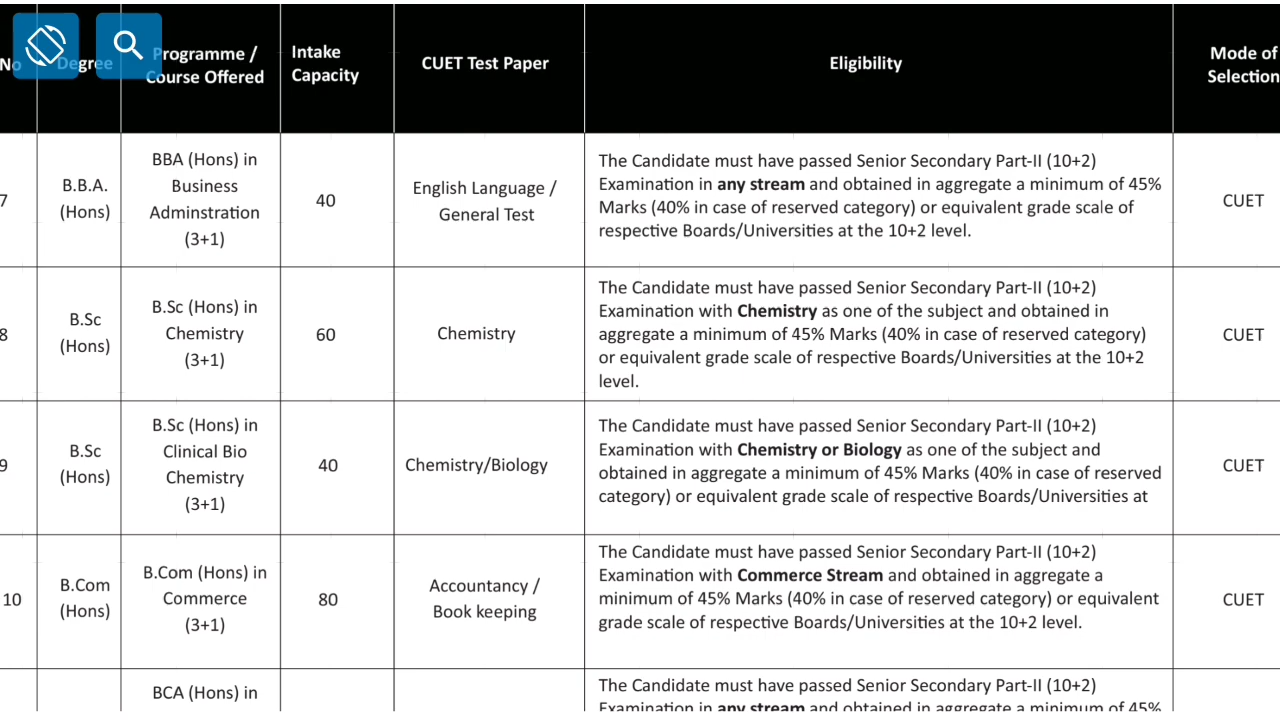 No
Degree
Programme /
Course Offered
Intake
Capacity
CUET Test Paper
Eligibility
Mode of
Selection
7
B.B.A.
(Hons)
BBA (Hons) in
Business
Adminstration
(3+1)
40
English Language /
General Test
The Candidate must have passed Senior Secondary Part-II (10+2)
Examination in any stream and obtained in aggregate a minimum of 45%
Marks (40% in case of reserved category) or equivalent grade scale of
respective Boards/Universities at the 10+2 level.
CUET
8
B.Sc
(Hons)
B.Sc (Hons) in
Chemistry
(3+1)
60
Chemistry
The Candidate must have passed Senior Secondary Part-II (10+2)
Examination with Chemistry as one of the subject and obtained in
aggregate a minimum of 45% Marks (40% in case of reserved category)
or equivalent grade scale of respective Boards/Universities at the 10+2
level.
CUET
9
B.Sc
(Hons)
B.Sc (Hons) in
Clinical Bio
Chemistry
(3+1)
40
Chemistry/Biology
The Candidate must have passed Senior Secondary Part-II (10+2)
Examination with Chemistry or Biology as one of the subject and
obtained in aggregate a minimum of 45% Marks (40% in case of reserved
category) or equivalent grade scale of respective Boards/Universities at
CUET
10
B.Com
(Hons)
B.Com (Hons) in
Commerce
(3+1)
80
Accountancy /
Book keeping
The Candidate must have passed Senior Secondary Part-II (10+2)
Examination with Commerce Stream and obtained in aggregate a
minimum of 45% Marks (40% in case of reserved category) or equivalent
grade scale of respective Boards/Universities at the 10+2 level.
CUET
BCA (Hons) in
The Candidate must have passed Senior Secondary Part-II (10+2)
Examination in any stream and obtained in aggregate a minimum of 45%